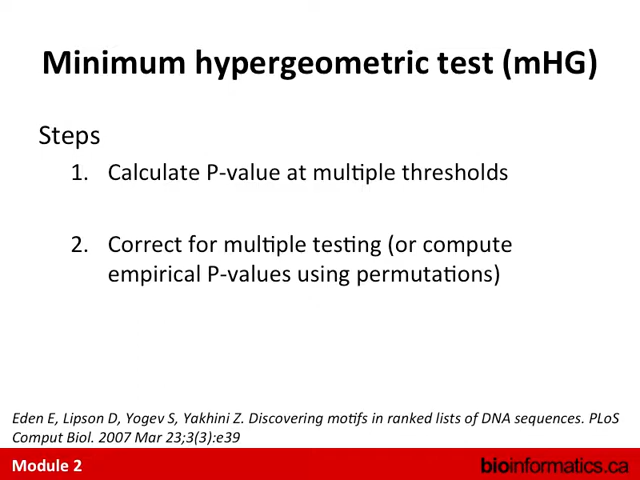 Minimum hypergeometric test (mHG)
Steps
1. Calculate P-value at multiple thresholds
2. Correct for multiple testing (or compute
empirical P-values using permutations)
Eden E, Lipson D, Yogev S, Yakhini Z. Discovering motifs in ranked lists of DNA sequences. PLoS
Comput Biol. 2007 Mar 23;3(3):e39
Module 2
bioinformatics.ca